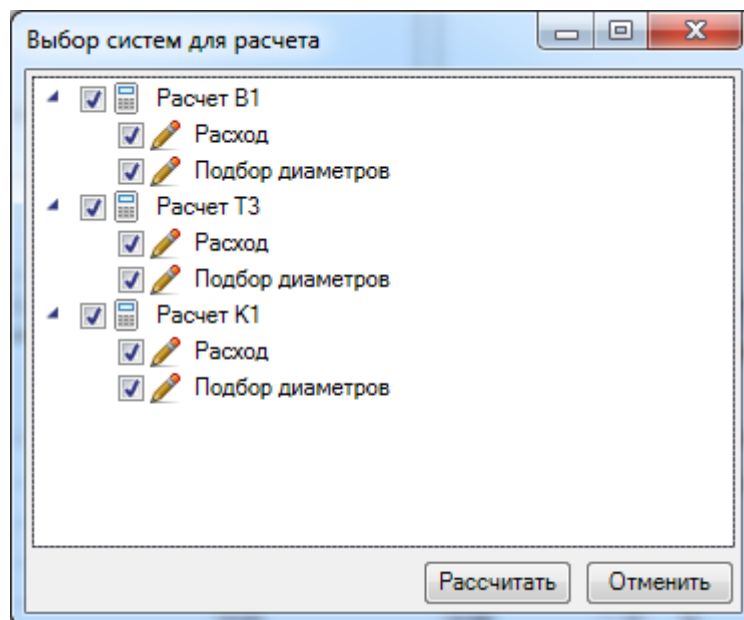 Выбор систем для расчета
Расчет В1
Расход
Подбор диаметров
Расчет Т3
Расход
Подбор диаметров
Расчет К1
Расход
Подбор диаметров
Рассчитать Отменить